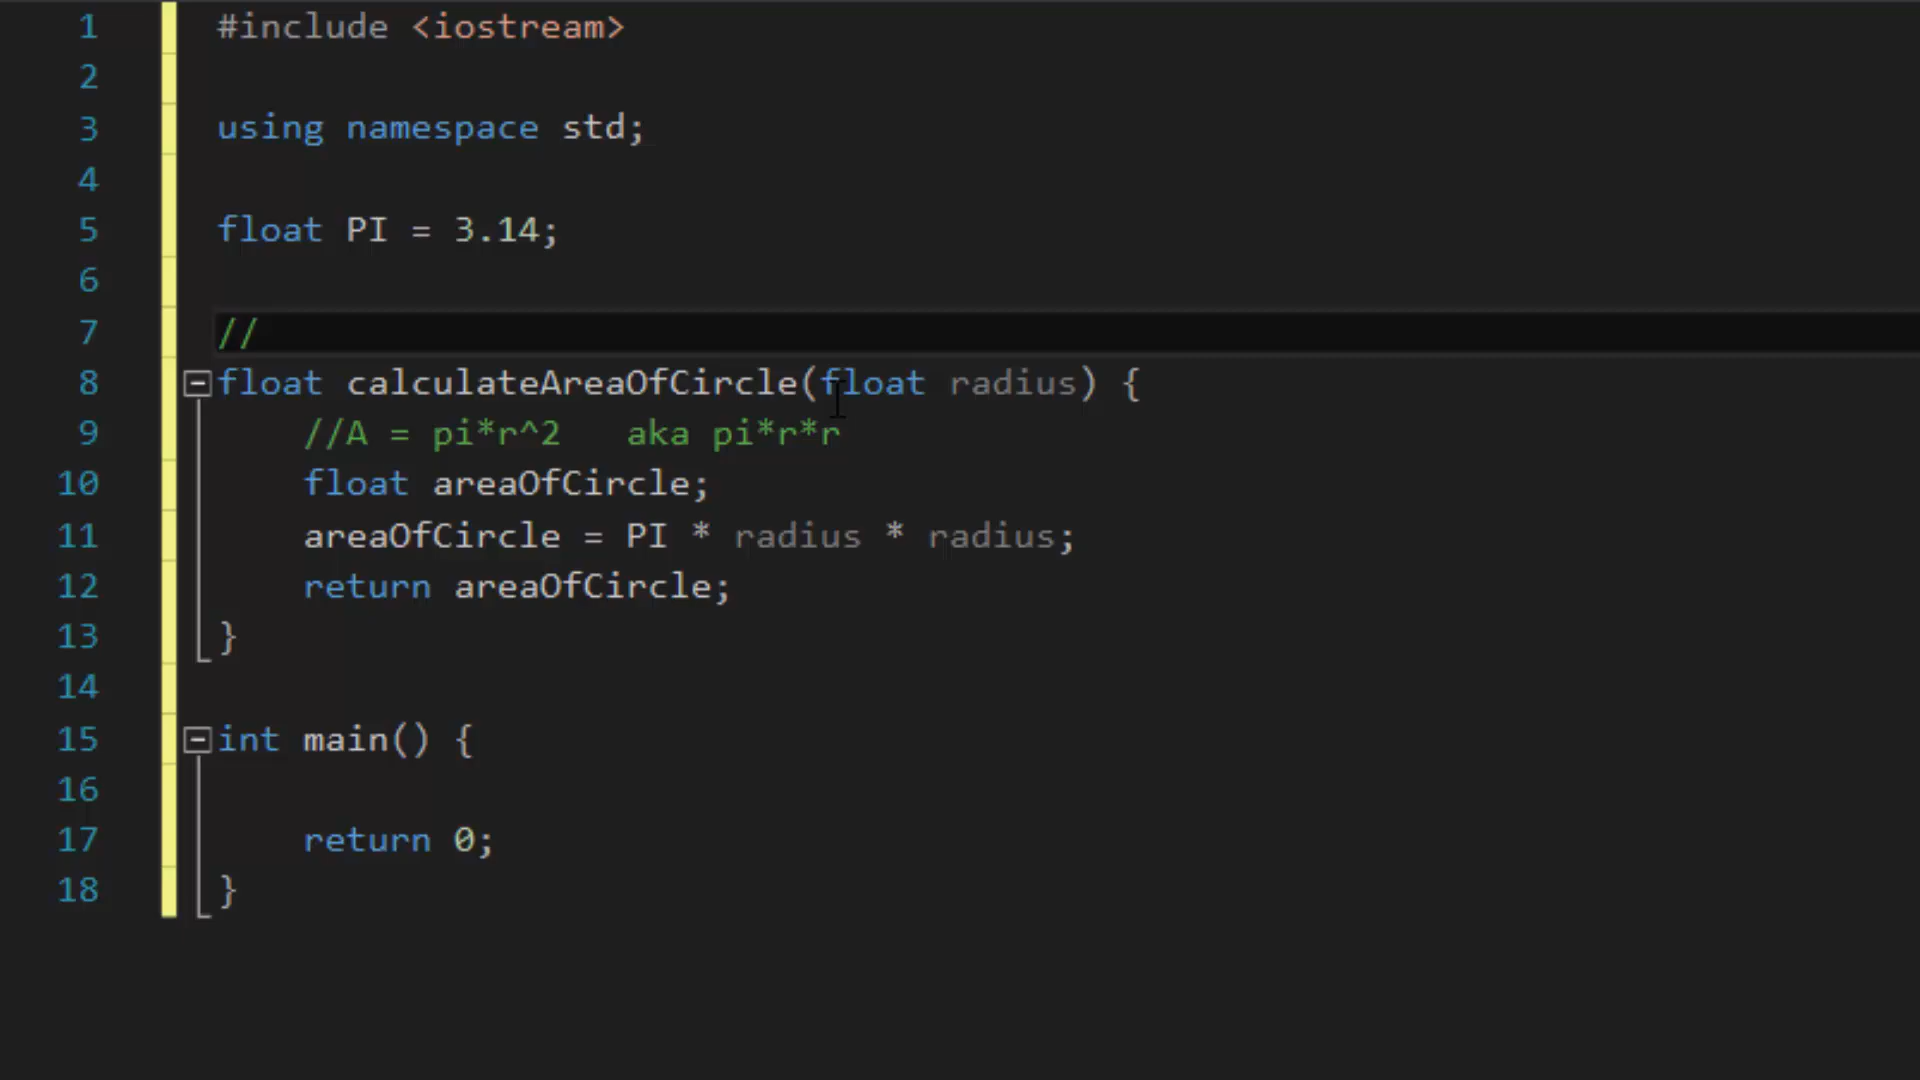 1 #include <iostream>
2
3 using namespace std;
4
5 float PI = 3.14;
6
7 //
8 float calculateAreaOfCircle(float radius) {
9 //A = pi*r^2   aka pi*r*r
10 float areaOfCircle;
11 areaOfCircle = PI * radius * radius;
12 return areaOfCircle;
13 }
14
15 int main() {
16
17 return 0;
18 }